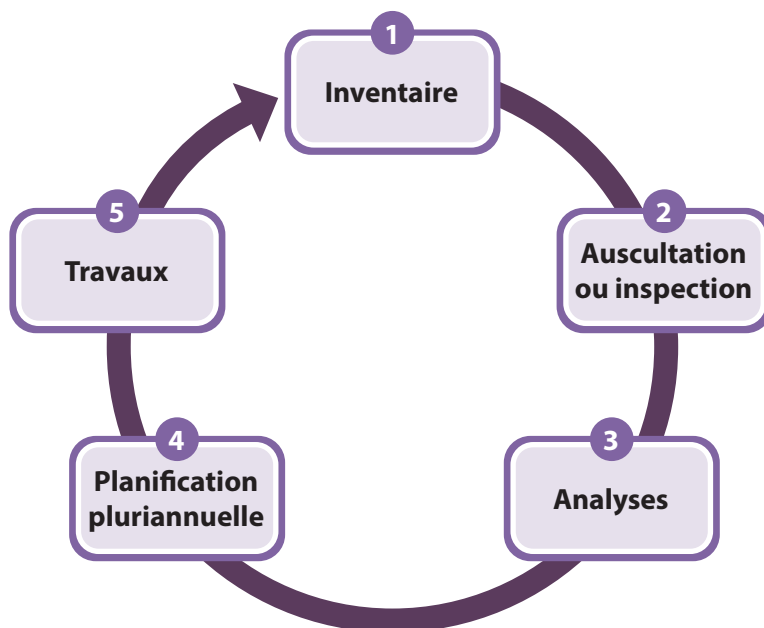 1
Inventaire
2
Auscultation
ou inspection
3
Analyses
4
Planification
pluriannuelle
5
Travaux